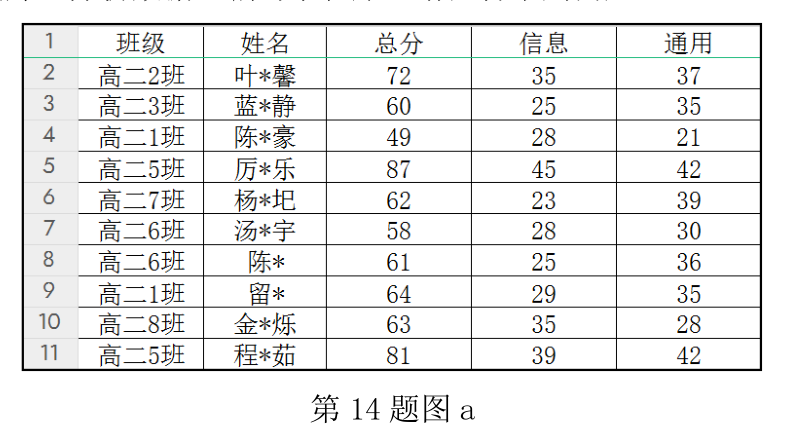 1 班级 姓名 总分 信息 通用
2 高二2班 叶*馨 72 35 37
3 高二3班 蓝*静 60 25 35
4 高二1班 陈*豪 49 28 21
5 高二5班 厉*乐 87 45 42
6 高二7班 杨*圯 62 23 39
7 高二6班 汤*宇 58 28 30
8 高二6班 陈* 61 25 36
9 高二1班 留* 64 29 35
10 高二8班 金*烁 63 35 28
11 高二5班 程*茹 81 39 42
第 14 题图 a